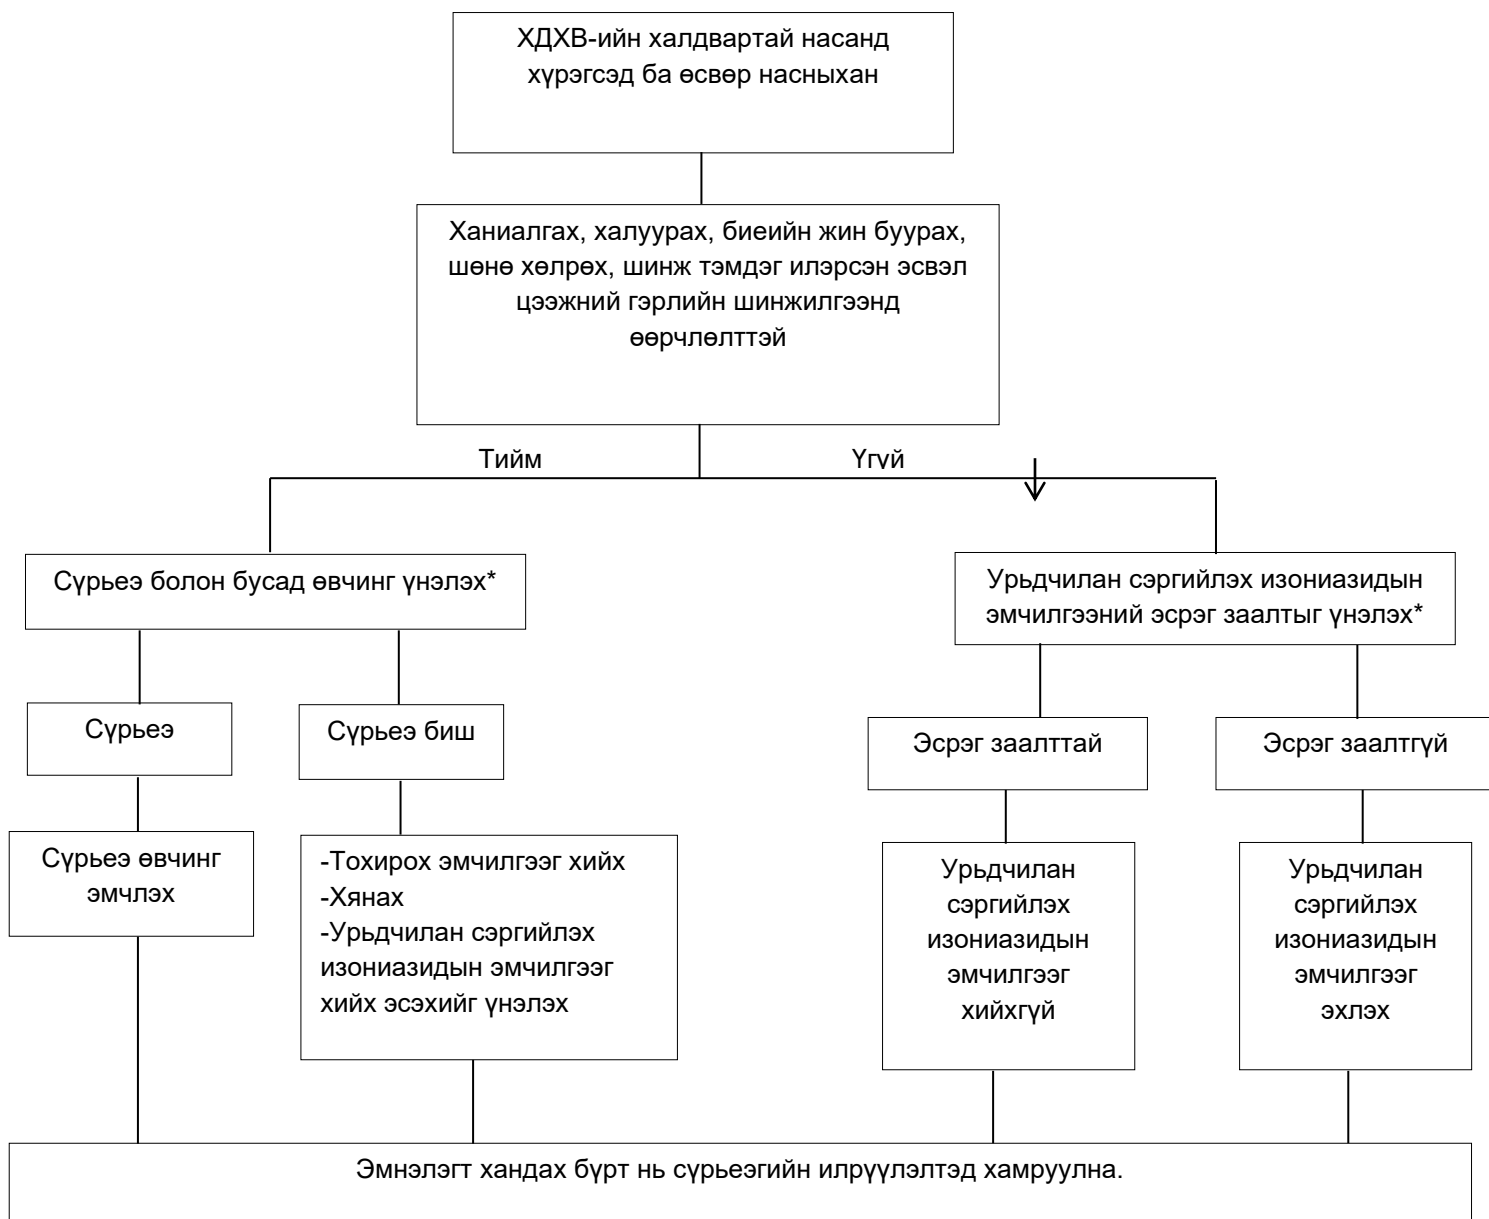 ХДХВ-ийн халдвартай насанд
хүрэгсэд ба өсвөр насныхан
Ханиалгах, халуурах, биеийн жин буурах,
шөнө хөлрөх, шинж тэмдэг илэрсэн эсвэл
цээжний гэрлийн шинжилгээнд
өөрчлөлттэй
Тийм
Үгүй
Сүрьеэ болон бусад өвчинг үнэлэх*
Урьдчилан сэргийлэх изониазидын
эмчилгээний эсрэг заалтыг үнэлэх*
Сүрьеэ
Сүрьеэ биш
Эсрэг заалттай
Эсрэг заалтгүй
Сүрьеэ өвчинг
эмчлэх
-Тохирох эмчилгээг хийх
-Хянах
-Урьдчилан сэргийлэх
изониазидын эмчилгээг
хийх эсэхийг үнэлэх
Урьдчилан
сэргийлэх
изониазидын
эмчилгээг
хийхгүй
Урьдчилан
сэргийлэх
изониазидын
эмчилгээг
эхлэх
Эмнэлэгт хандах бүрт нь сүрьеэгийн илрүүлэлтэд хамруулна.